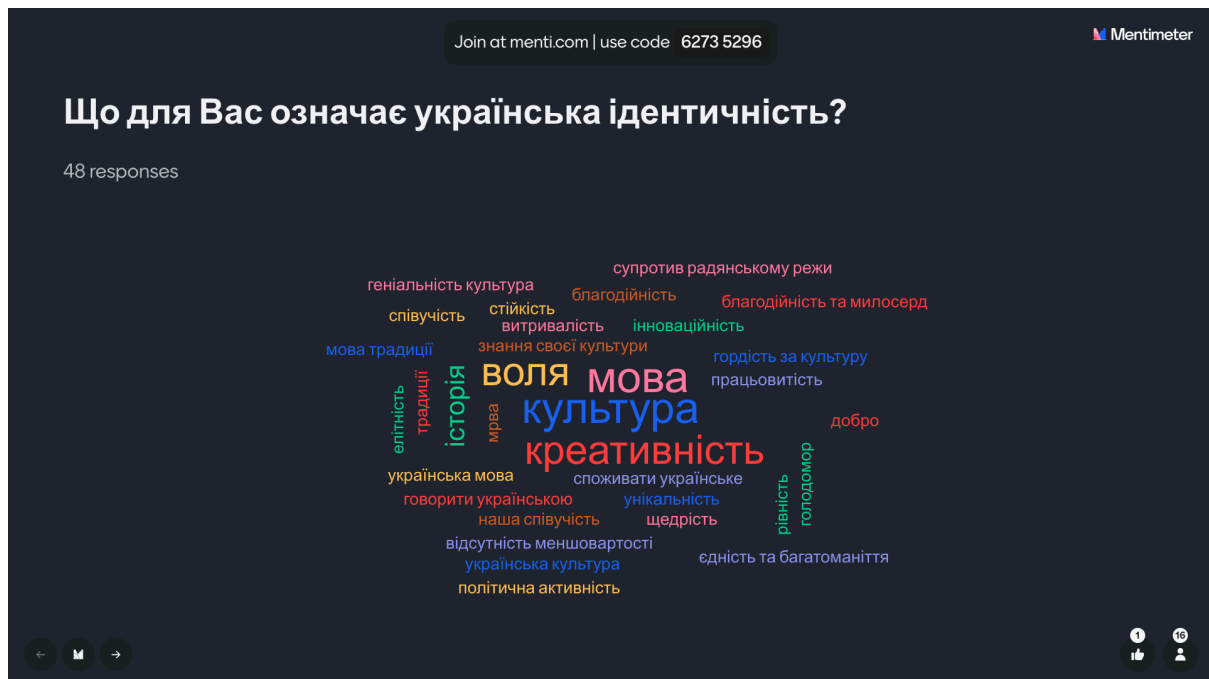 Join at menti.com | use code 6273 5296
Mentimeter
Що для Вас означає українська ідентичність?
48 responses
супротив радянському режи
геніальність культура
благодійність
благодійність та милосерд
стійкість
співучість
витривалість
інноваційність
знання своєї культури
мова традиції
гордість за культуру
воля
мова
працьовитість
історія
традиції
елітність
мрва
культура
добро
креативність
українська мова
споживати українське
голодомор
рівність
говорити українською
унікальність
наша співучість
щедрість
відсутність меншовартості
єдність та багатоманіття
українська культура
політична активність
1
16